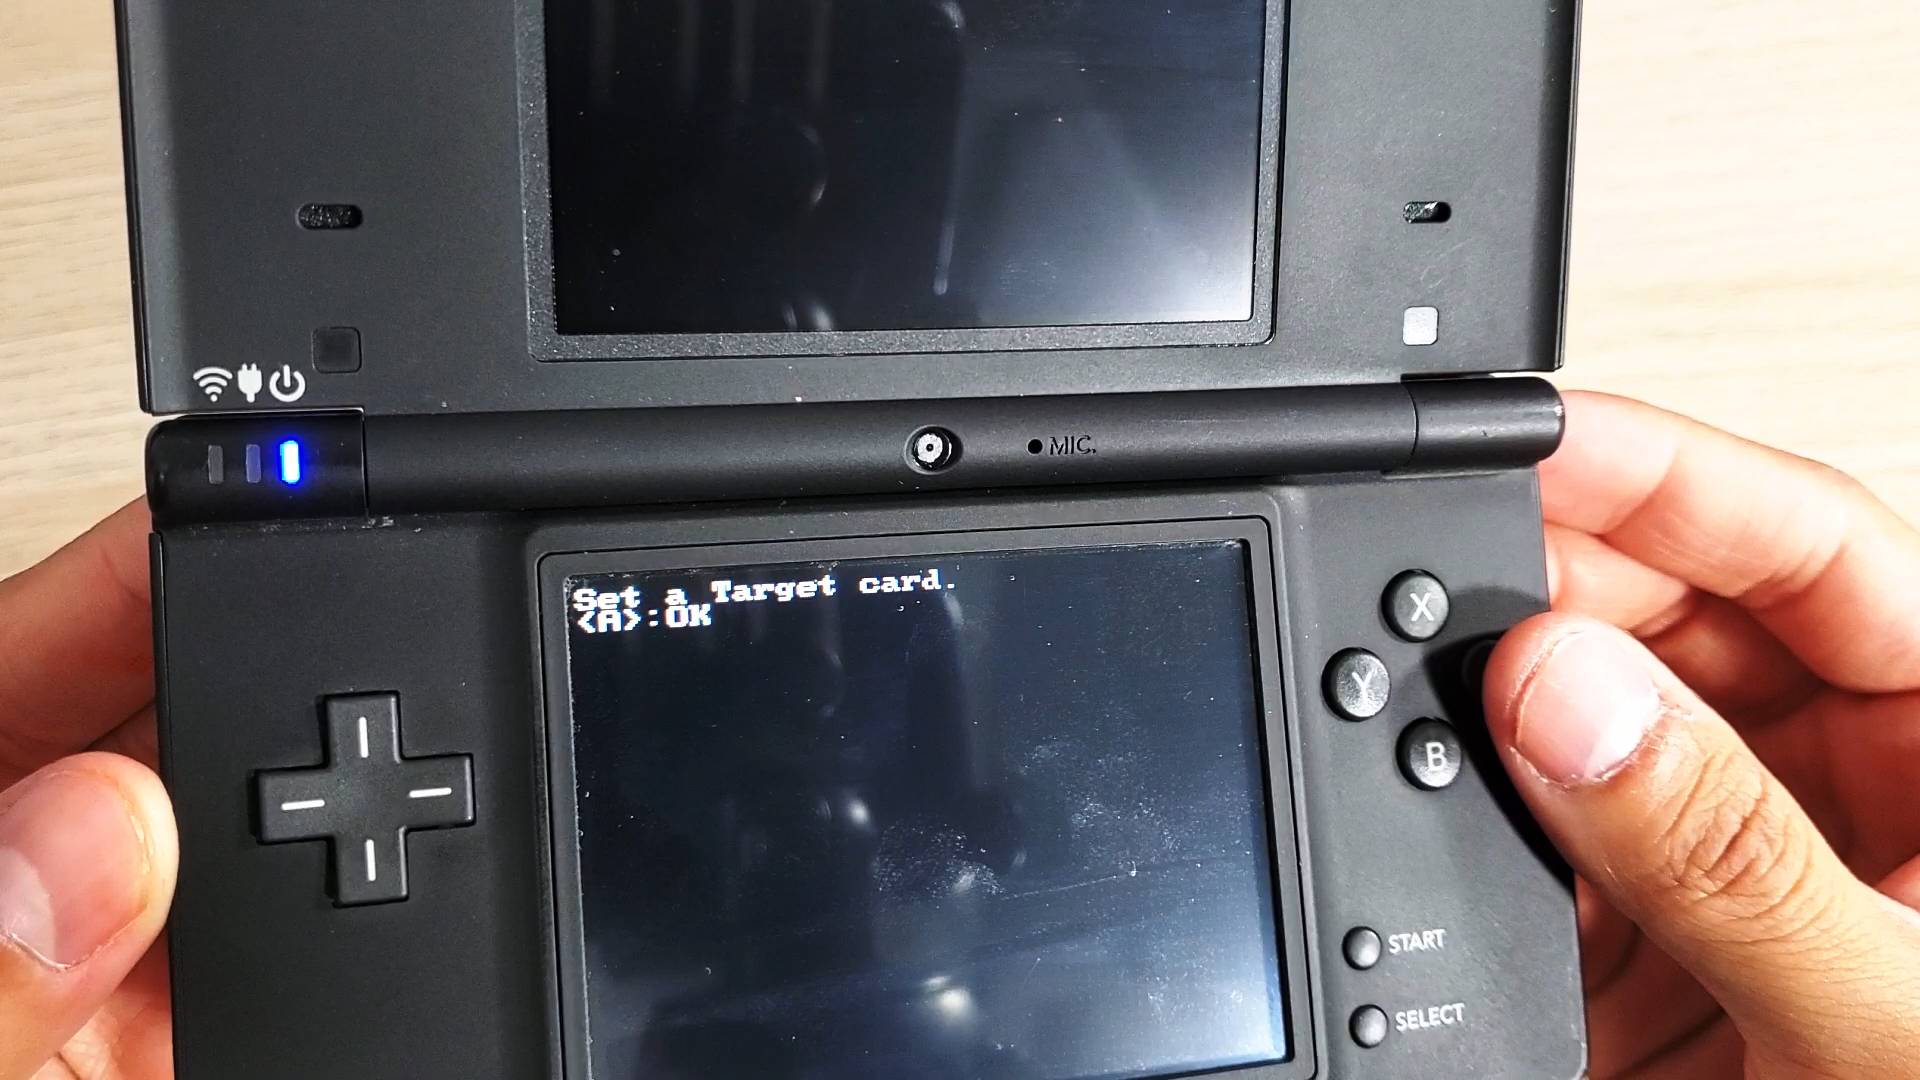 MIC.
Set a Target card.
<A>:OK
X
Y
B
START
SELECT